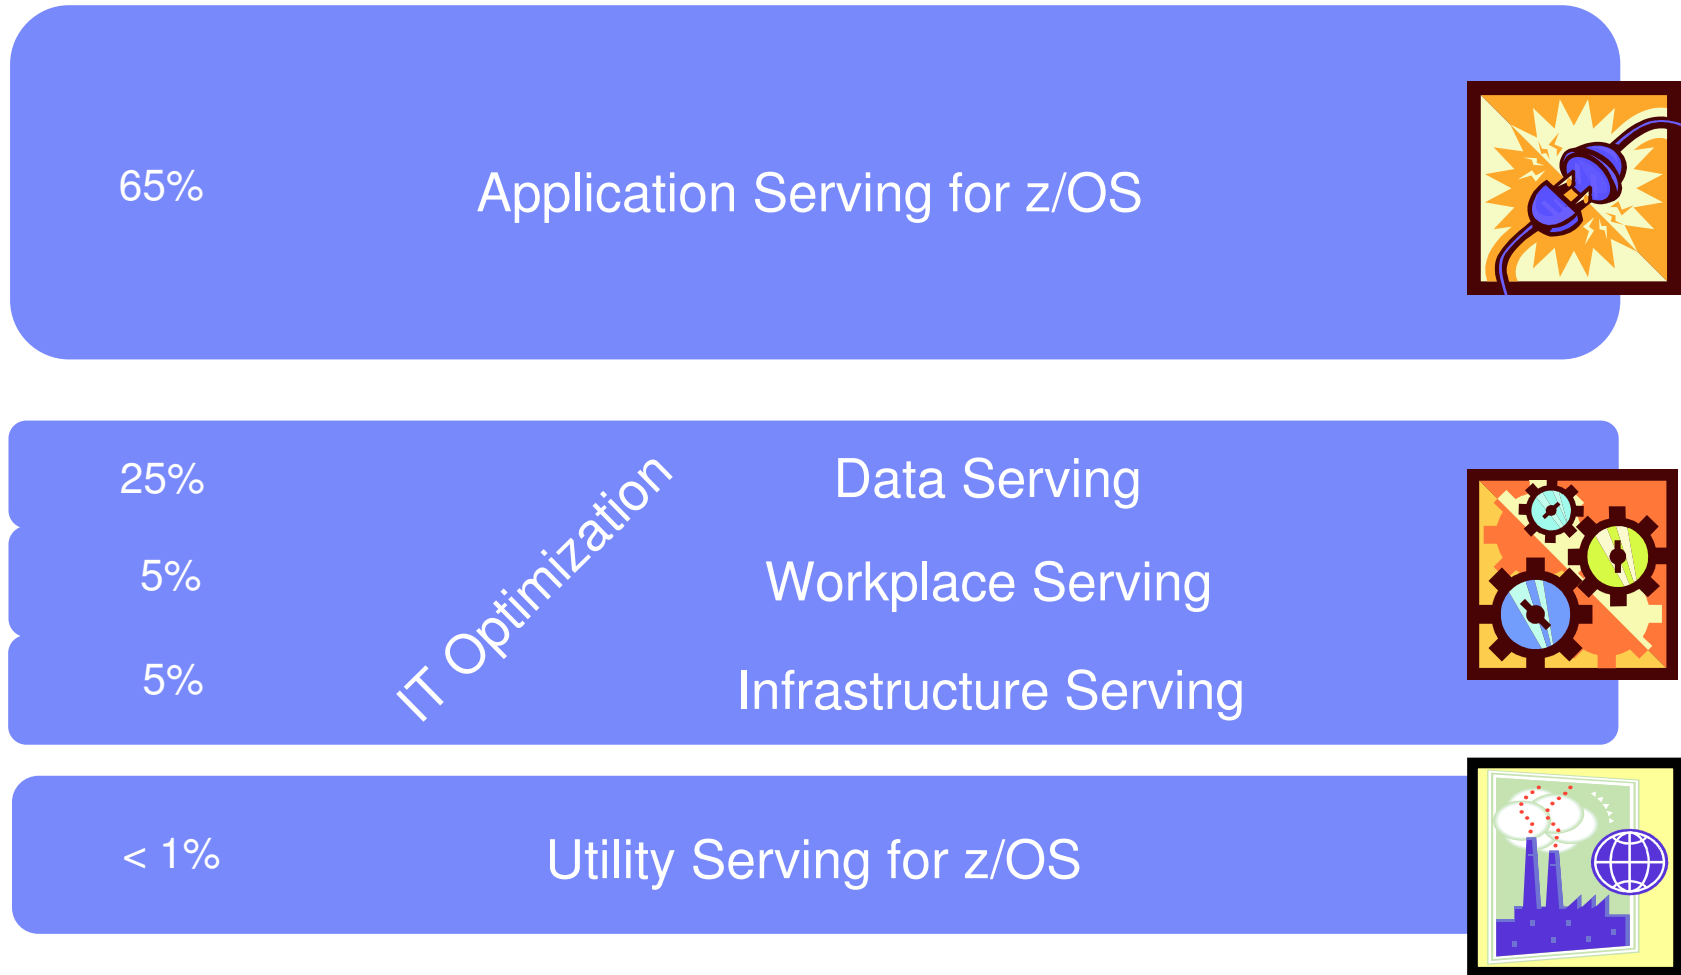 65% Application Serving for z/OS
25% Data Serving
5% Workplace Serving
5% Infrastructure Serving
IT Optimization
< 1% Utility Serving for z/OS